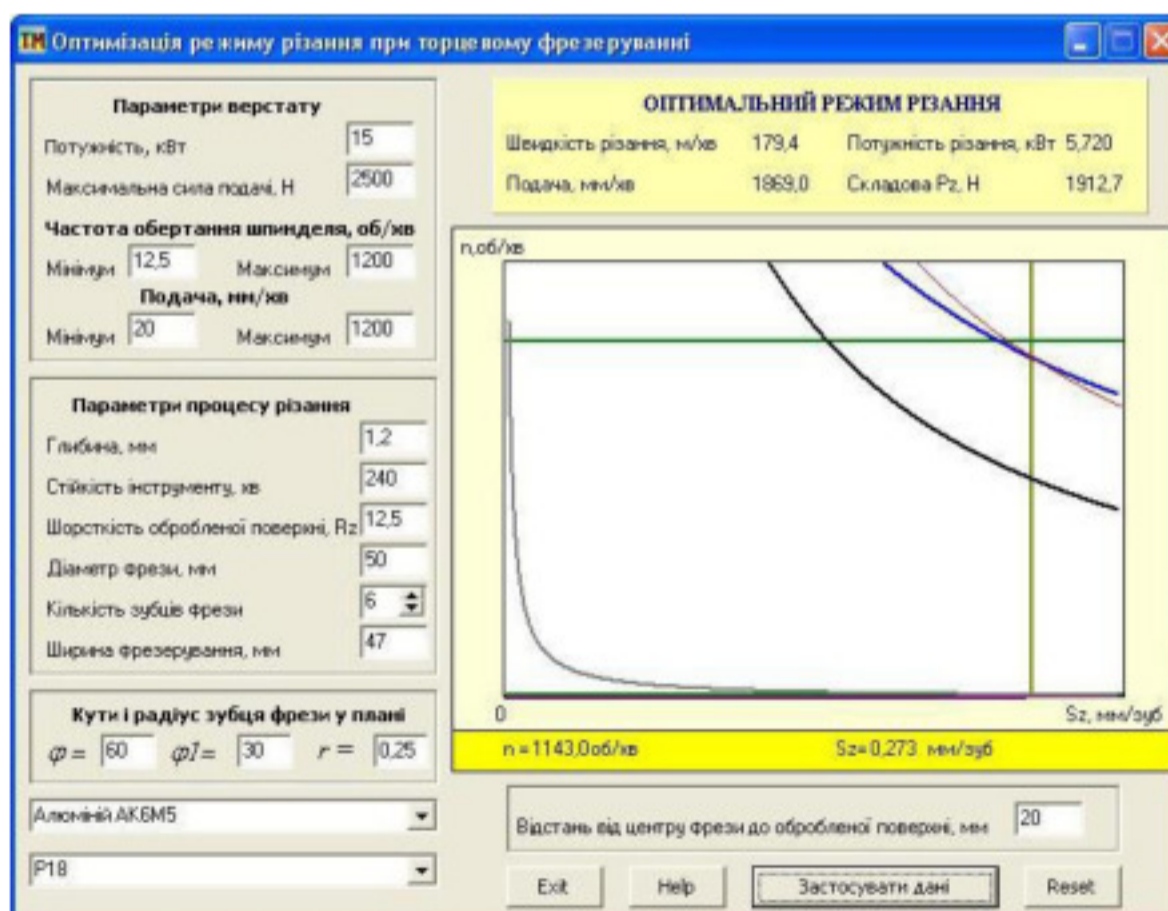 TM Оптимізація режиму різання при торцевому фрезеруванні
Параметри верстату
Потужність, кВт 15
Максимальна сила подачі, Н 2500
Частота обертання шпинделя, об/хв
Мінімум 12,5 Максимум 1200
Подача, мм/хв
Мінімум 20 Максимум 1200
Параметри процесу різання
Глибина, мм 1,2
Стійкість інструменту, хв 240
Шорсткість обробленої поверхні, Rz 12,5
Діаметр фрези, мм 50
Кількість зубців фрези 6
Ширина фрезерування, мм 47
Кути і радіус зубця фрези у плані
φ = 60 φ1= 30 r = 0,25
Алюміній АК6М5
Р18
ОПТИМАЛЬНИЙ РЕЖИМ РІЗАННЯ
Швидкість різання, м/хв 179,4 Потужність різання, кВт 5,720
Подача, мм/хв 1869,0 Складова Pz, Н 1912,7
n,об/хв
0 Sz, мм/зуб
n =1143,0об/хв Sz=0,273 мм/зуб
Відстань від центру фрези до обробленої поверхні, мм 20
Exit Help Застосувати дані Reset